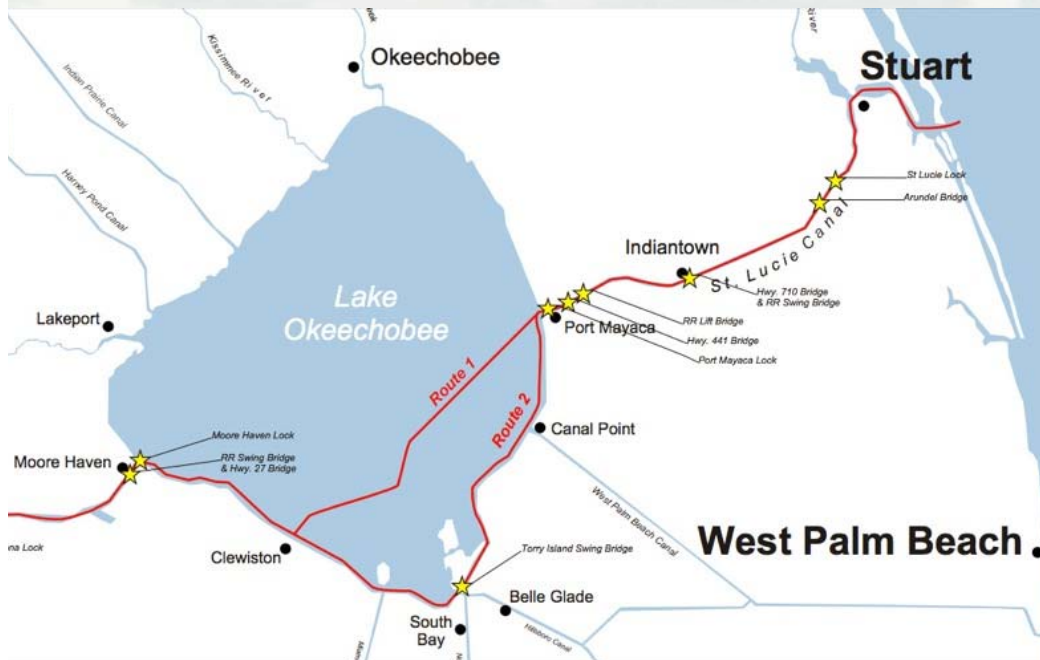 Okeechobee
Kissimmee River
Indian Prairie Canal
Harney Pond Canal
River
Stuart
St Lucie Lock
Arundel Bridge
St. Lucie Canal
Indiantown
Hwy. 710 Bridge
& RR Swing Bridge
Lake
Okeechobee
Lakeport
Port Mayaca
RR Lift Bridge
Hwy. 441 Bridge
Port Mayaca Lock
Route 1
Route 2
Canal Point
Moore Haven Lock
Moore Haven
RR Swing Bridge
& Hwy. 27 Bridge
West Palm Beach Canal
na Lock
Clewiston
West Palm Beach
Torry Island Swing Bridge
Belle Glade
South
Bay
Hillsboro Canal